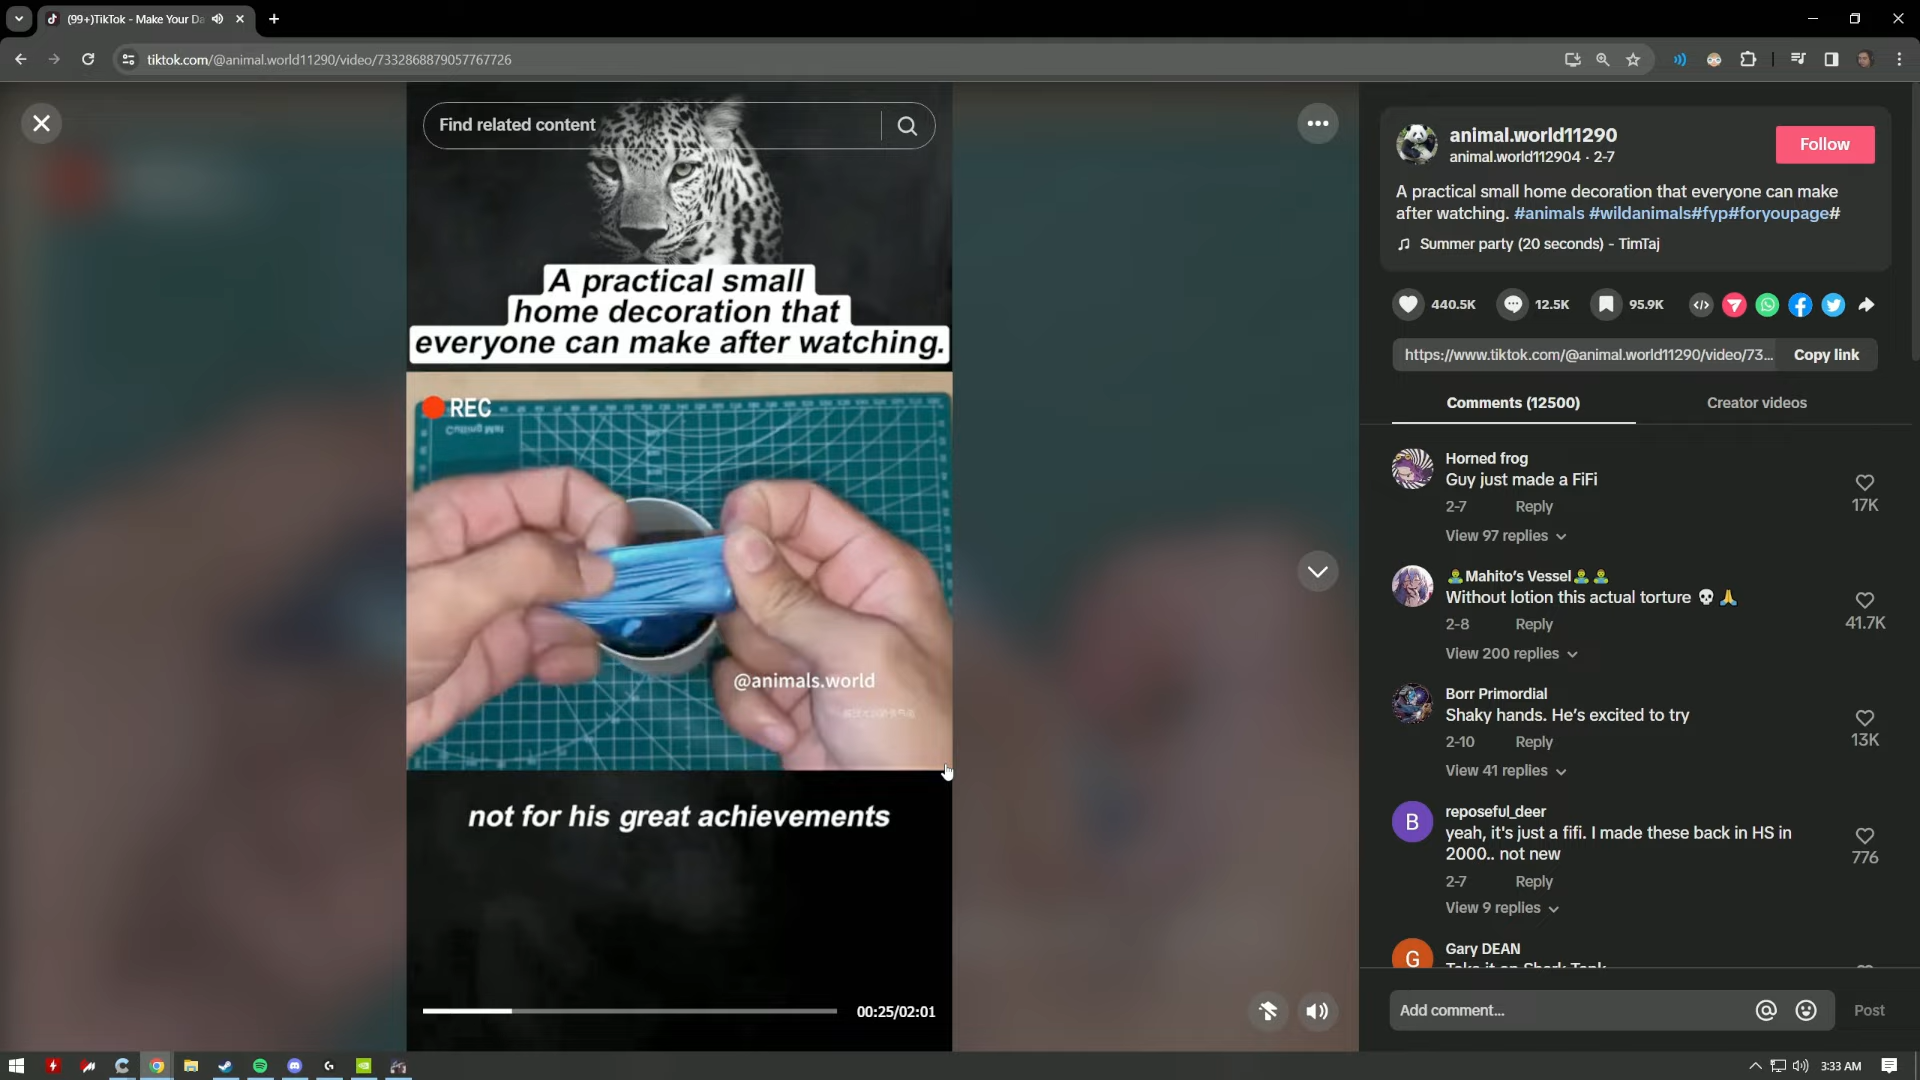 (99+)TikTok - Make Your Da
tiktok.com/@animal.world11290/video/7332868879057767726
Find related content
A practical small
home decoration that
everyone can make after watching.
REC
Cutting Mat
@animals.world
not for his great achievements
00:25/02:01
animal.world11290
animal.world112904 · 2-7
Follow
A practical small home decoration that everyone can make
after watching. #animals #wildanimals#fyp#foryoupage#
Summer party (20 seconds) - TimTaj
440.5K
12.5K
95.9K
https://www.tiktok.com/@animal.world11290/video/73...
Copy link
Comments (12500)
Creator videos
Horned frog
Guy just made a FiFi
2-7 Reply
17K
View 97 replies
🧟‍♂️Mahito’s Vessel🧟‍♂️🧟‍♂️
Without lotion this actual torture 💀🙏
2-8 Reply
41.7K
View 200 replies
Borr Primordial
Shaky hands. He’s excited to try
2-10 Reply
13K
View 41 replies
B
reposeful_deer
yeah, it's just a fifi. I made these back in HS in
2000.. not new
776
2-7 Reply
View 9 replies
G
Gary DEAN
Take it on Shark Tank
Add comment...
Post
3:33 AM